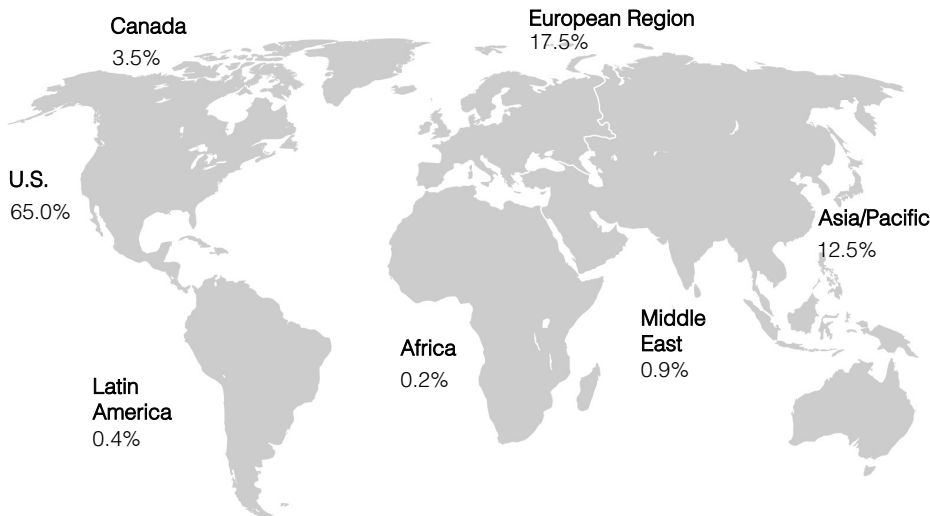 Canada
3.5%
European Region
17.5%
U.S.
65.0%
Asia/Pacific
12.5%
Middle
East
0.9%
Africa
0.2%
Latin
America
0.4%